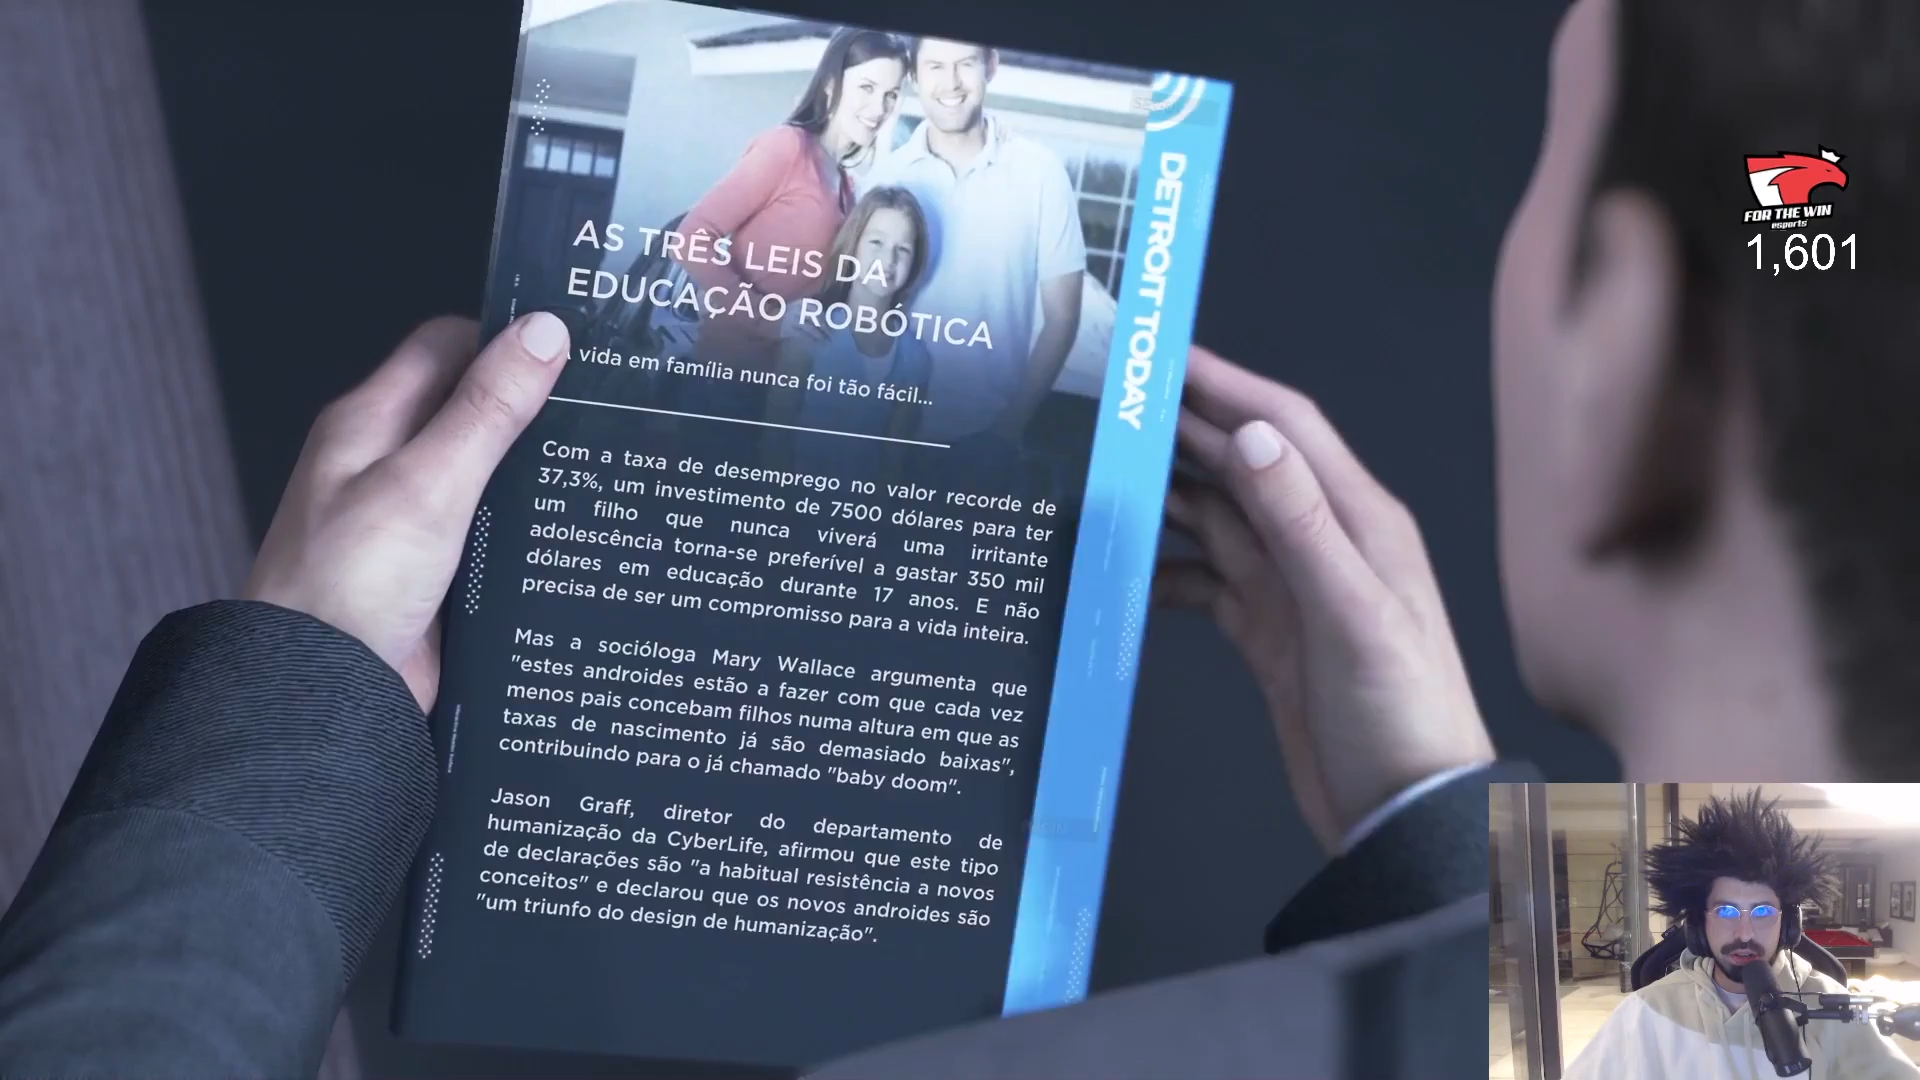 AS TRÊS LEIS DA
EDUCAÇÃO ROBÓTICA
vida em família nunca foi tão fácil...
Com a taxa de desemprego no valor recorde de
37,3%, um investimento de 7500 dólares para ter
um filho que nunca viverá uma irritante
adolescência torna-se preferível a gastar 350 mil
dólares em educação durante 17 anos. E não
precisa de ser um compromisso para a vida inteira.
Mas a socióloga Mary Wallace argumenta que
"estes androides estão a fazer com que cada vez
menos pais concebam filhos numa altura em que as
taxas de nascimento já são demasiado baixas",
contribuindo para o já chamado "baby doom".
Jason Graff, diretor do departamento de
humanização da CyberLife, afirmou que este tipo
de declarações são "a habitual resistência a novos
conceitos" e declarou que os novos androides são
"um triunfo do design de humanização".
DETROIT TODAY
FOR THE WIN
esports
1,601